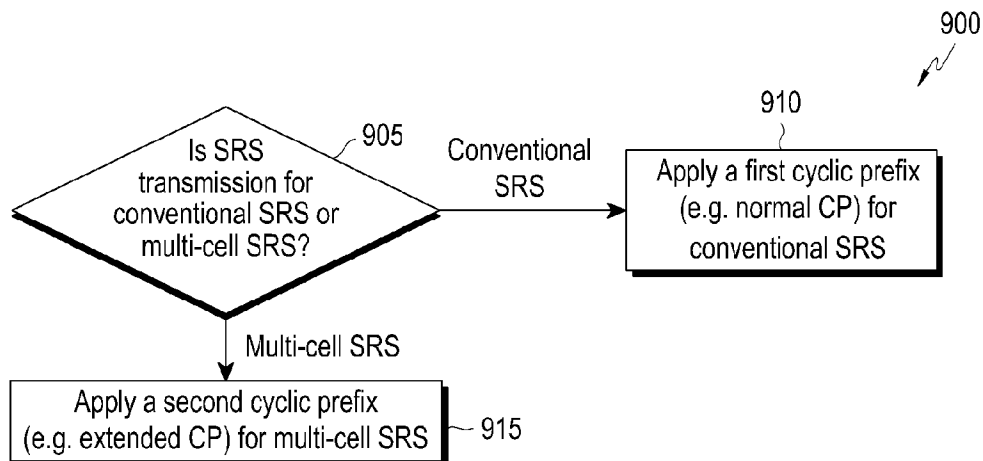 900
905
Is SRS
transmission for
conventional SRS or
multi-cell SRS?
Conventional
SRS
910
Apply a first cyclic prefix
(e.g. normal CP) for
conventional SRS
Multi-cell SRS
Apply a second cyclic prefix
(e.g. extended CP) for multi-cell SRS
915